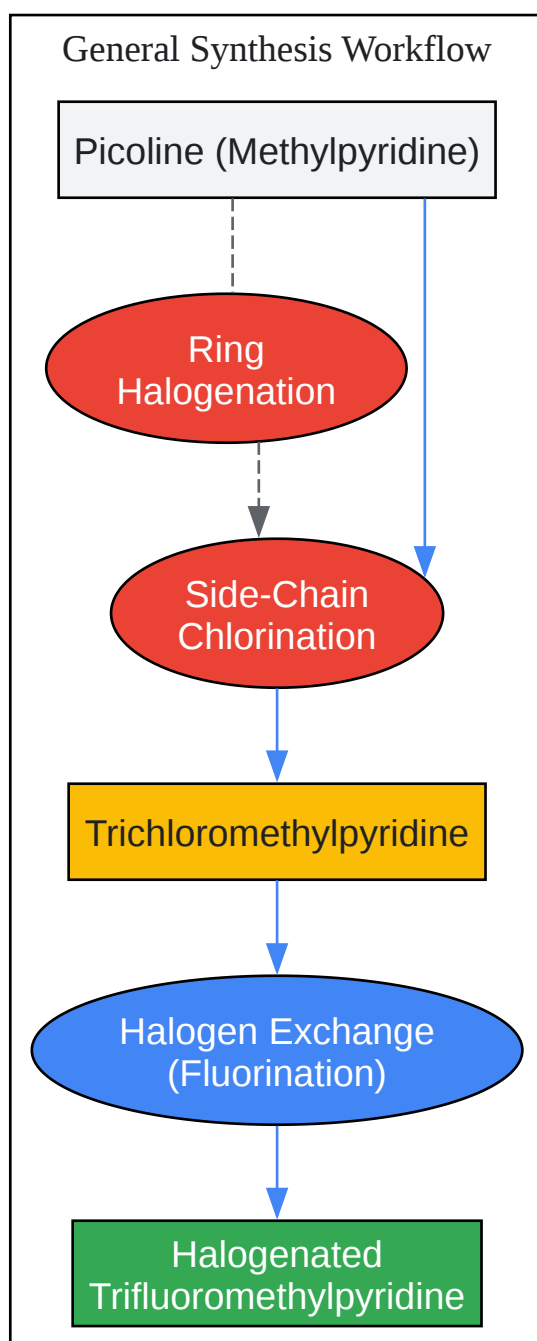 General Synthesis Workflow
Picoline (Methylpyridine)
Ring
Halogenation
Side-Chain
Chlorination
Trichloromethylpyridine
Halogen Exchange
(Fluorination)
Halogenated
Trifluoromethylpyridine